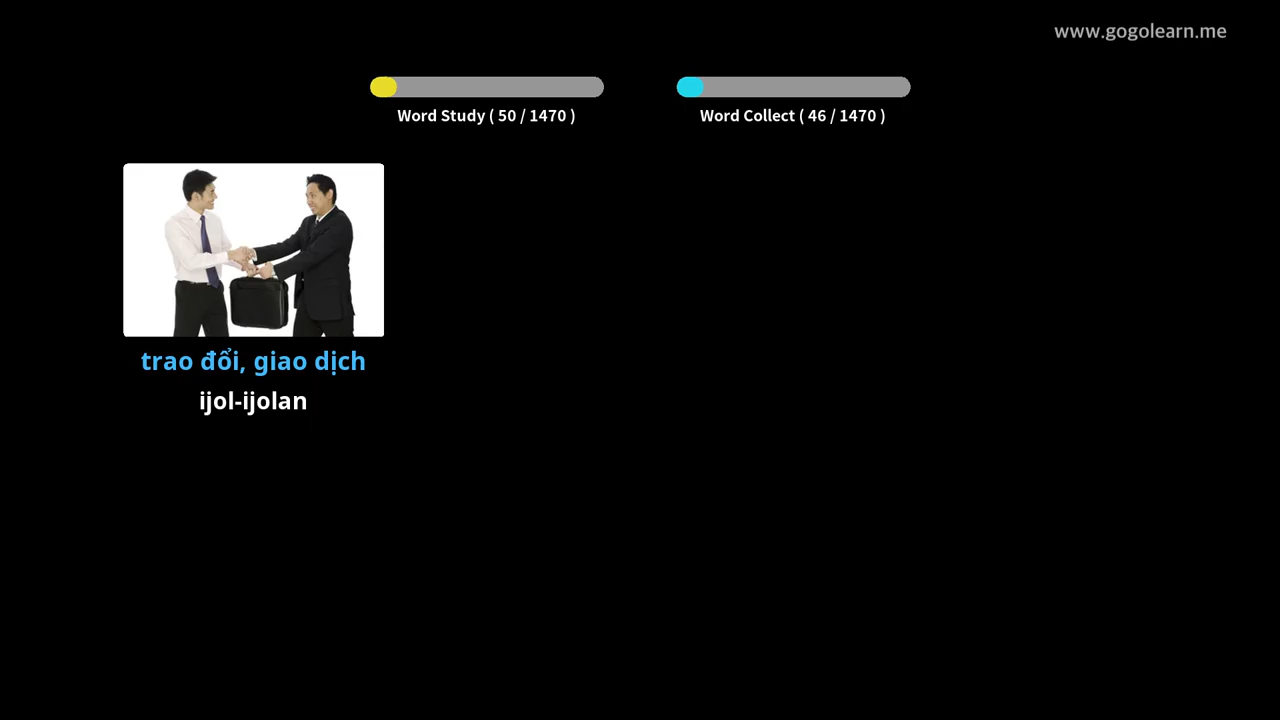 www.gogolearn.me
Word Study ( 50 / 1470 )
Word Collect ( 46 / 1470 )
trao đổi, giao dịch
ijol-ijolan